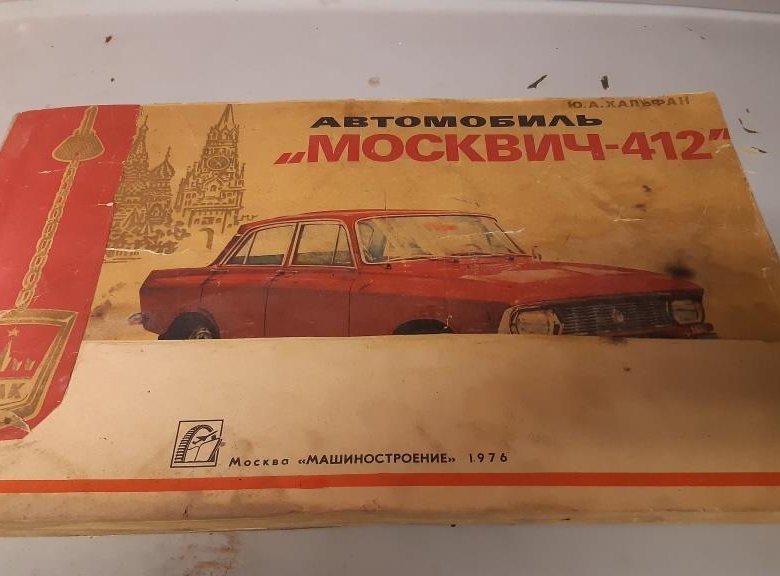 Ю.А.ХАЛЬФАН
АВТОМОБИЛЬ
„МОСКВИЧ-412”
Москва «МАШИНОСТРОЕНИЕ» 1976